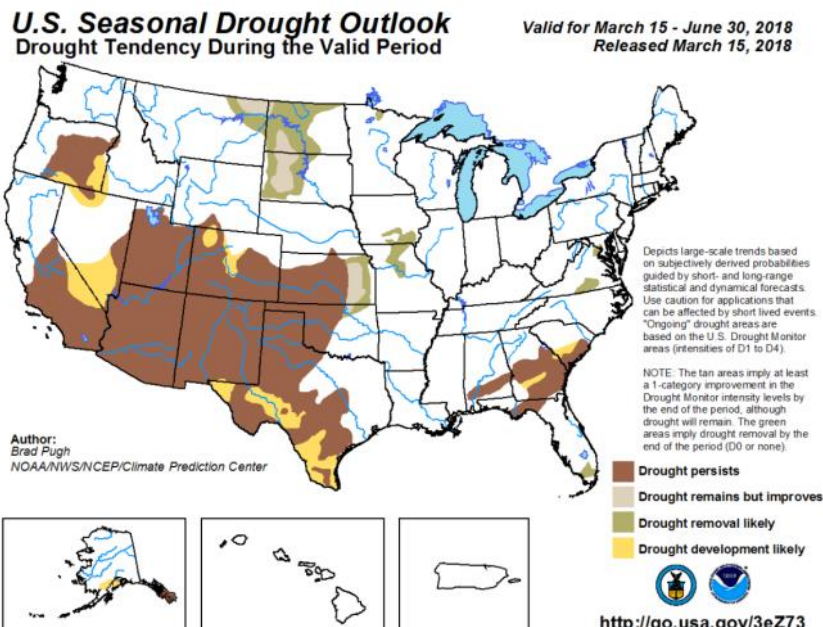 U.S. Seasonal Drought Outlook
Drought Tendency During the Valid Period
Valid for March 15 - June 30, 2018
Released March 15, 2018
Depicts large-scale trends based
on subjectively derived probabilities
guided by short- and long-range
statistical and dynamical forecasts.
Use caution for applications that
can be affected by short lived events.
"Ongoing" drought areas are
based on the U.S. Drought Monitor
areas (intensities of D1 to D4).
NOTE: The tan areas imply at least
a 1-category improvement in the
Drought Monitor intensity levels by
the end of the period, although
drought will remain. The green
areas imply drought removal by the
end of the period (D0 or none).
Author:
Brad Pugh
NOAA/NWS/NCEP/Climate Prediction Center
Drought persists
Drought remains but improves
Drought removal likely
Drought development likely
http://go.usa.gov/3eZ73